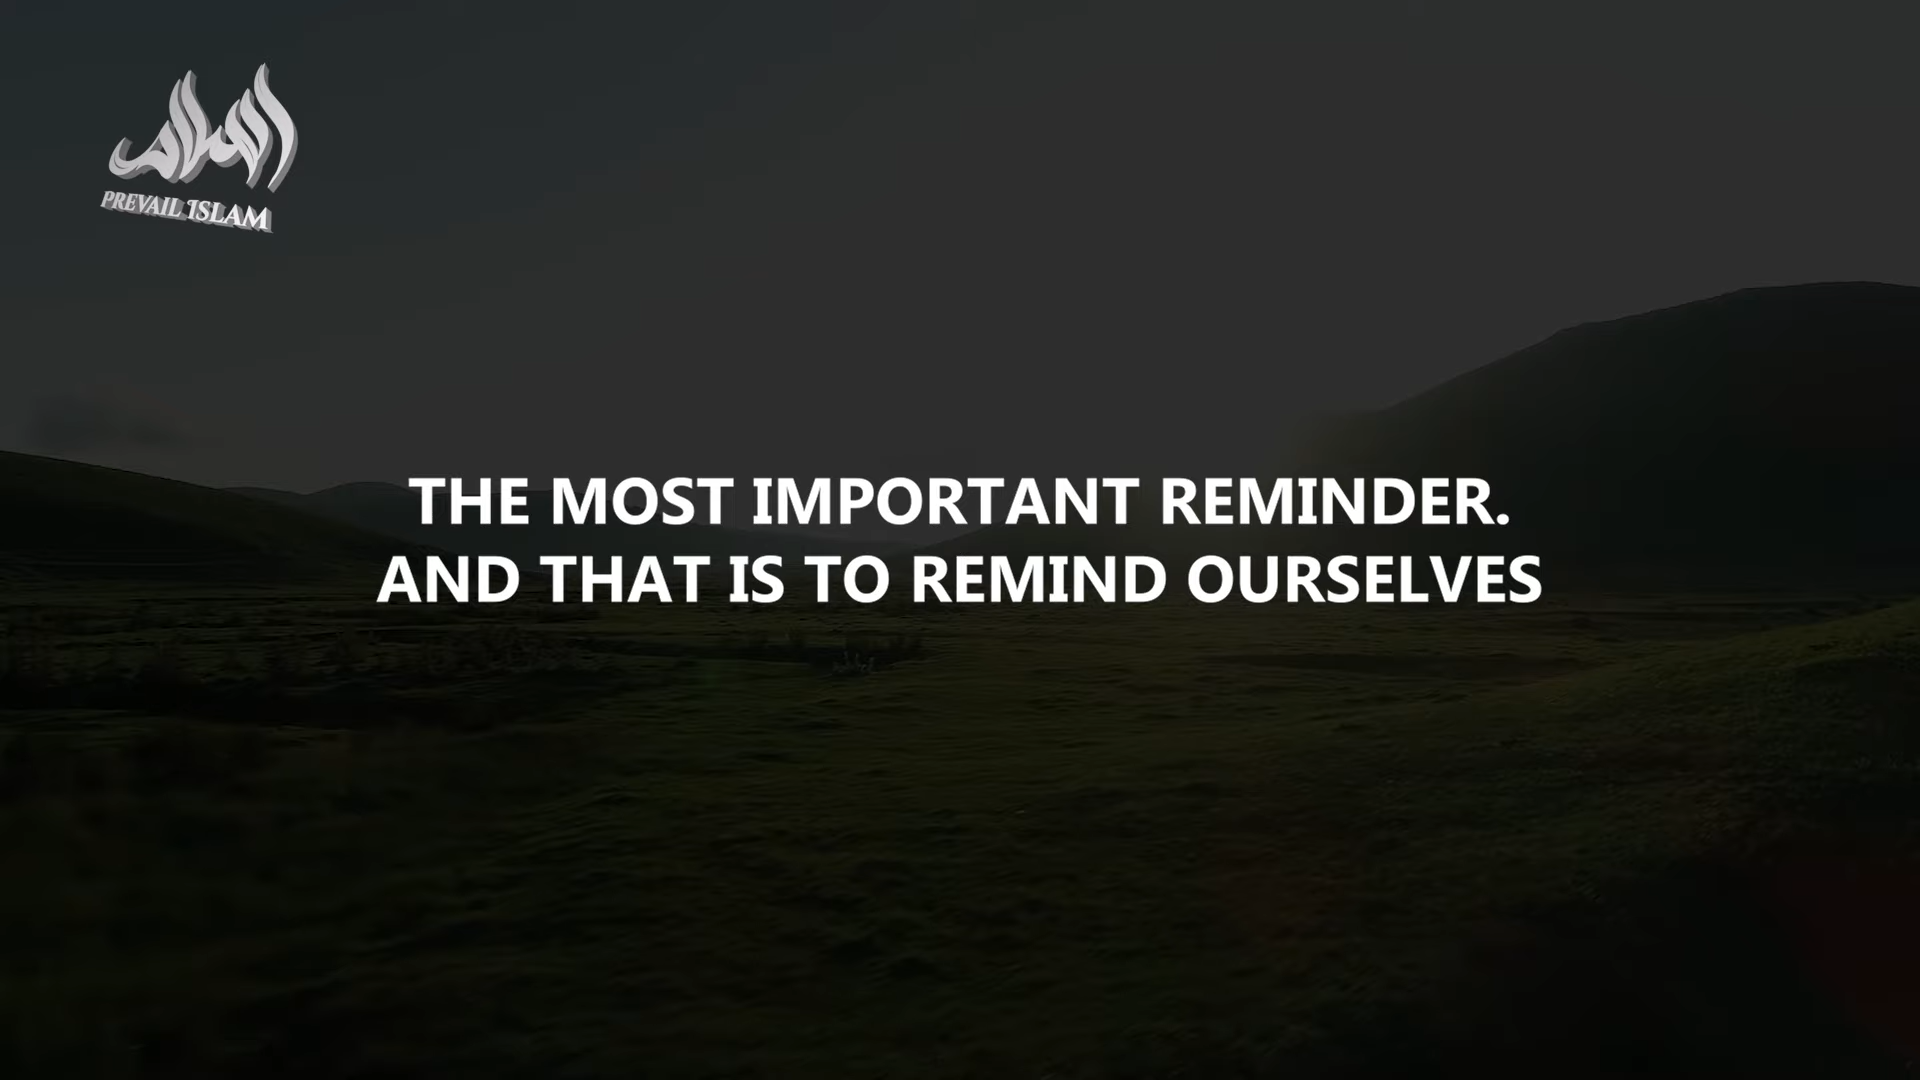 PREVAIL ISLAM
THE MOST IMPORTANT REMINDER.
AND THAT IS TO REMIND OURSELVES